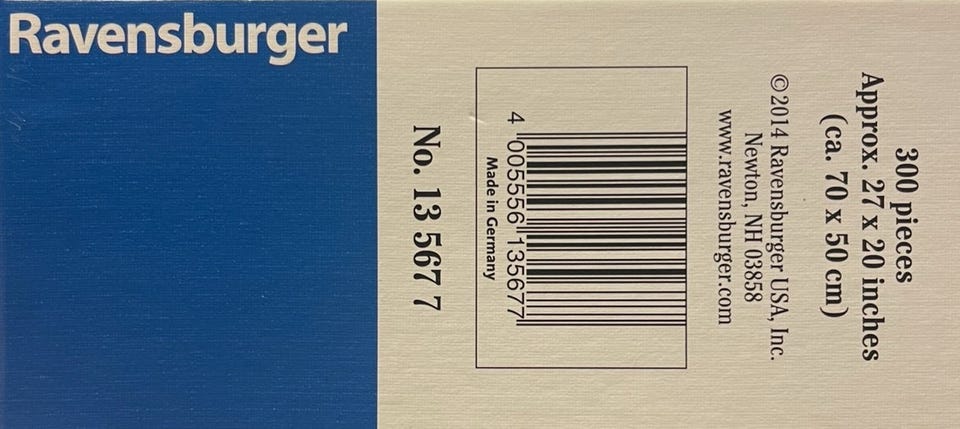 Ravensburger
300 pieces
Approx. 27 x 20 inches
(ca. 70 x 50 cm)
© 2014 Ravensburger USA, Inc.
Newton, NH 03858
www.ravensburger.com
4 005556 135677
Made in Germany
No. 13 567 7